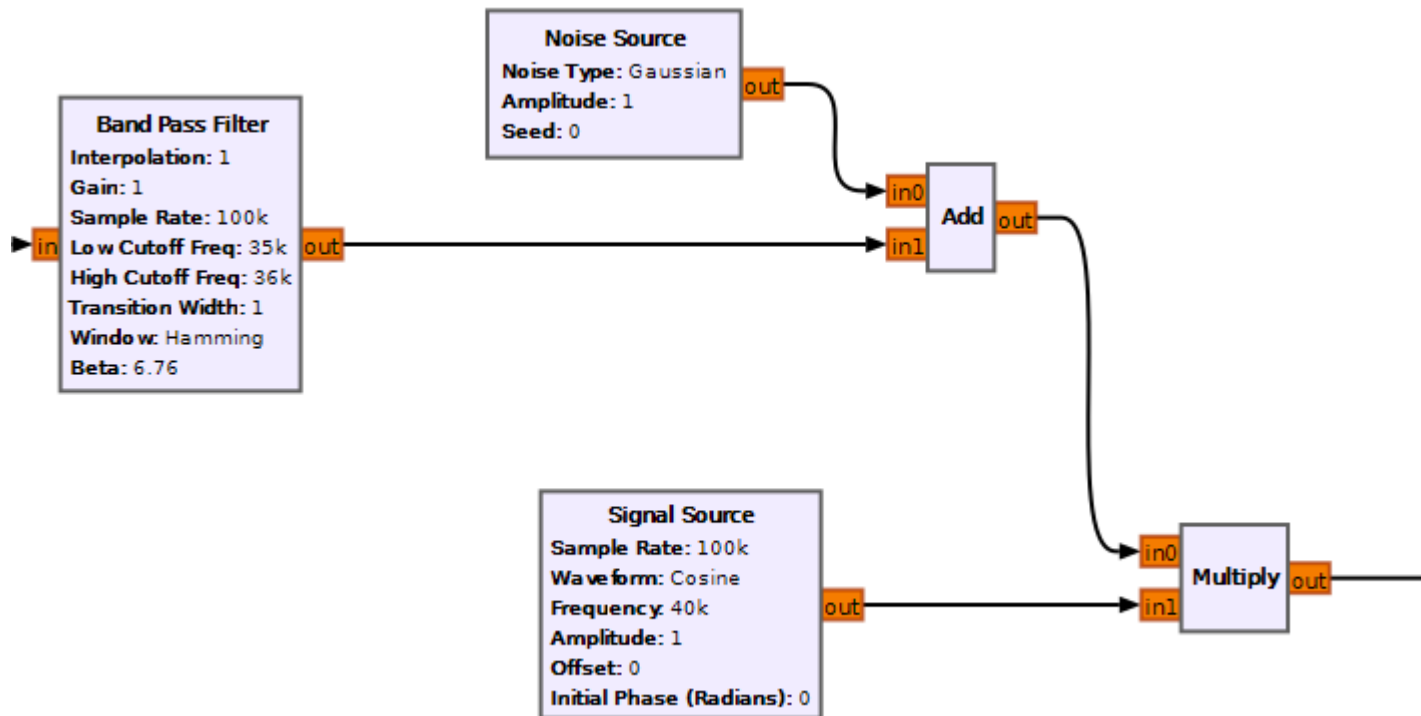 Noise Source
Noise Type: Gaussian
Amplitude: 1
Seed: 0
out
Band Pass Filter
Interpolation: 1
Gain: 1
Sample Rate: 100k
Low Cutoff Freq: 35k
High Cutoff Freq: 36k
Transition Width: 1
Window: Hamming
Beta: 6.76
in
out
in0
in1
Add
out
Signal Source
Sample Rate: 100k
Waveform: Cosine
Frequency: 40k
Amplitude: 1
Offset: 0
Initial Phase (Radians): 0
out
in0
in1
Multiply
out